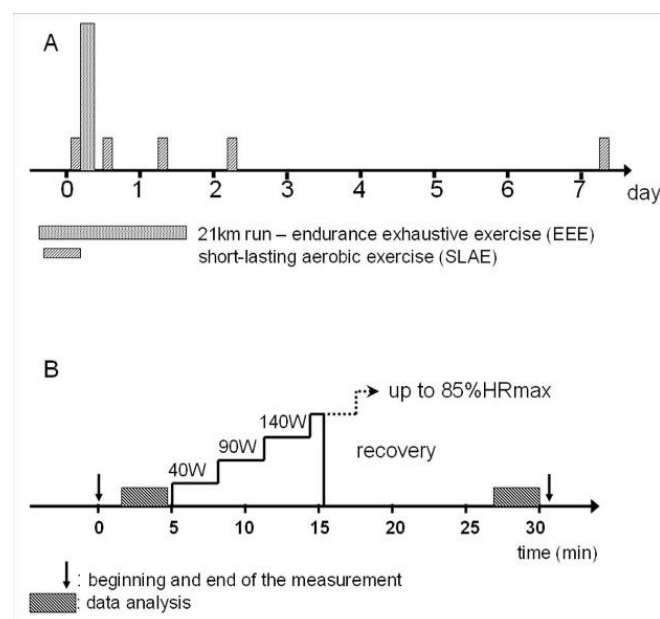 A
0 1 2 3 4 5 6 7 day
21km run – endurance exhaustive exercise (EEE)
short-lasting aerobic exercise (SLAE)
B
up to 85%HRmax
140W
90W
recovery
40W
0 5 10 15 20 25 30
time (min)
: beginning and end of the measurement
: data analysis